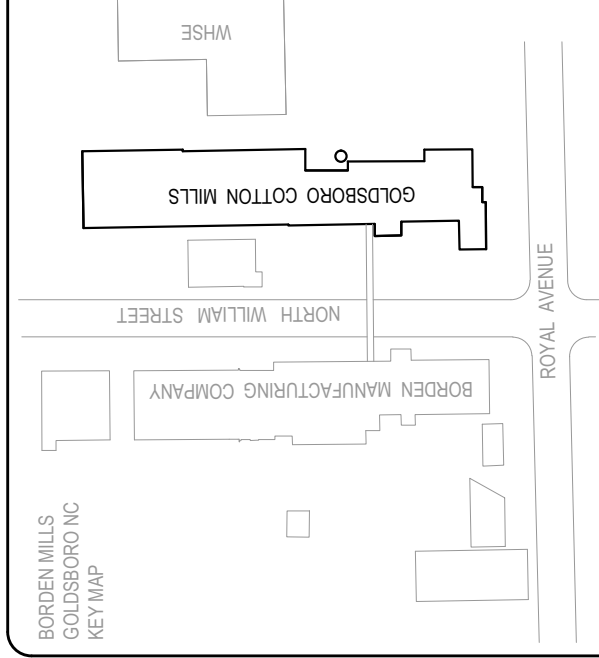 WHSE
GOLDSBORO COTTON MILLS
NORTH WILLIAM STREET
ROYAL AVENUE
BORDEN MANUFACTURING COMPANY
BORDEN MILLS
GOLDSBORO NC
KEY MAP